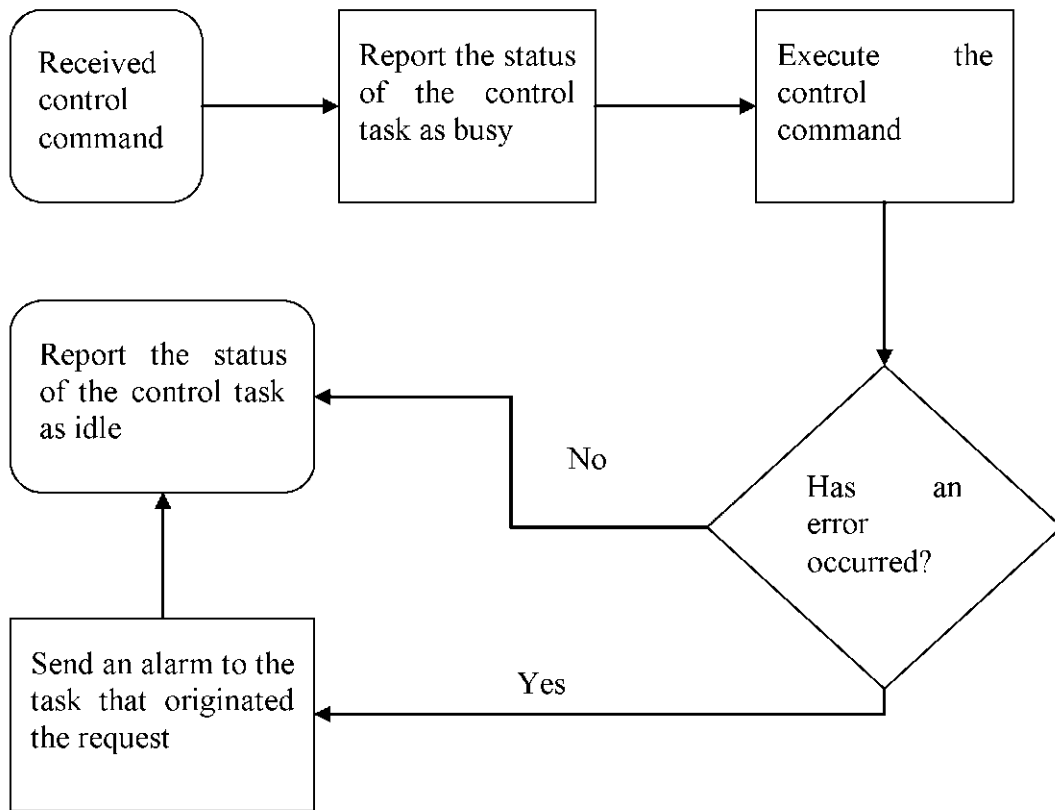 Received
control
command
Report the status
of the control
task as busy
Execute the
control
command
Has an
error
occurred?
No
Report the status
of the control task
as idle
Yes
Send an alarm to the
task that originated
the request